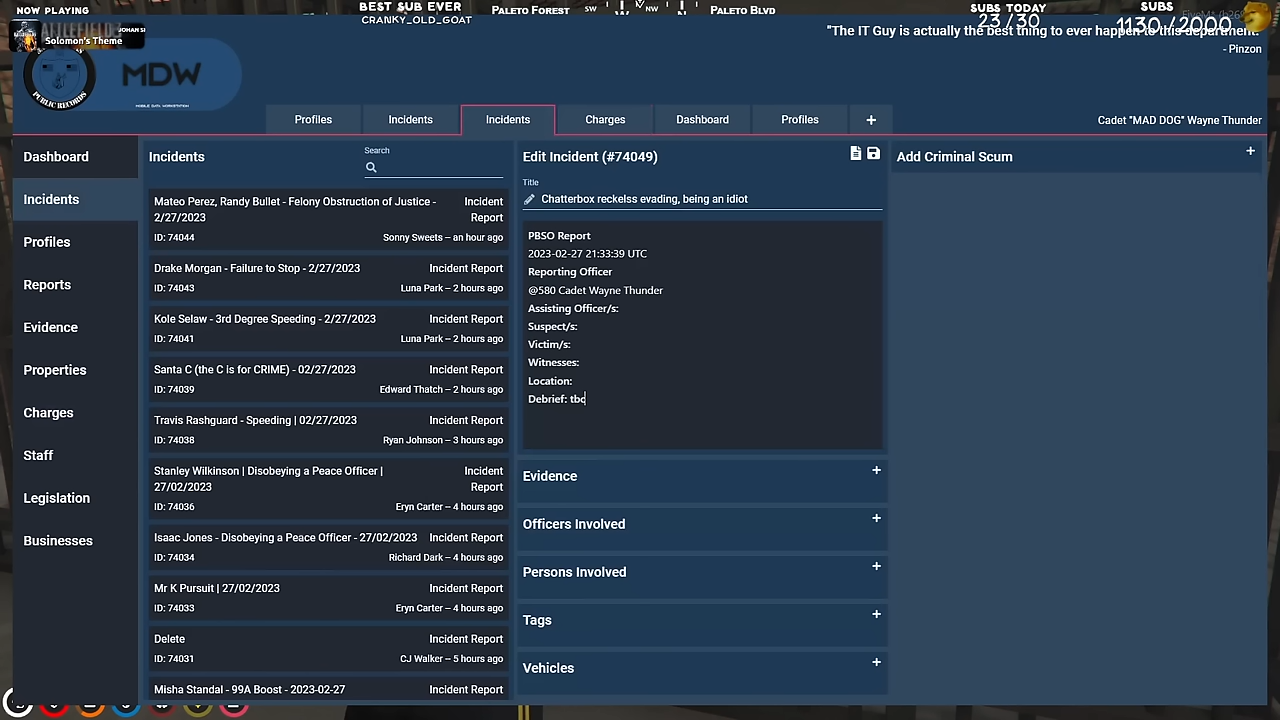 NOW PLAYING
Solomon's Theme
BEST SUB EVER
CRANKY_OLD_GOAT
PALETO FOREST
SW
W
NW
N
PALETO BLVD
SUBS TODAY
23/30
SUBS
1130/2000
"The IT Guy is actually the best thing to ever happen to this department."
- Pinzon
PUBLIC RECORDS
MDW
MOBILE DATA WORKSTATION
Profiles
Incidents
Incidents
Charges
Dashboard
Profiles
+
Cadet "MAD DOG" Wayne Thunder
Dashboard
Incidents
Profiles
Reports
Evidence
Properties
Charges
Staff
Legislation
Businesses
Incidents
Search
Mateo Perez, Randy Bullet - Felony Obstruction of Justice - 2/27/2023
Incident Report
ID: 74044
Sonny Sweets – an hour ago
Drake Morgan - Failure to Stop - 2/27/2023
Incident Report
ID: 74043
Luna Park – 2 hours ago
Kole Selaw - 3rd Degree Speeding - 2/27/2023
Incident Report
ID: 74041
Luna Park – 2 hours ago
Santa C (the C is for CRIME) - 02/27/2023
Incident Report
ID: 74039
Edward Thatch – 2 hours ago
Travis Rashguard - Speeding | 02/27/2023
Incident Report
ID: 74038
Ryan Johnson – 3 hours ago
Stanley Wilkinson | Disobeying a Peace Officer | 27/02/2023
Incident Report
ID: 74036
Eryn Carter – 4 hours ago
Isaac Jones - Disobeying a Peace Officer - 27/02/2023
Incident Report
ID: 74034
Richard Dark – 4 hours ago
Mr K Pursuit | 27/02/2023
Incident Report
ID: 74033
Eryn Carter – 4 hours ago
Delete
Incident Report
ID: 74031
CJ Walker – 5 hours ago
Misha Standal - 99A Boost - 2023-02-27
Incident Report
Edit Incident (#74049)
Title
Chatterbox reckelss evading, being an idiot
PBSO Report
2023-02-27 21:33:39 UTC
Reporting Officer
@580 Cadet Wayne Thunder
Assisting Officer/s:
Suspect/s:
Victim/s:
Witnesses:
Location:
Debrief: tbc
Evidence
+
Officers Involved
+
Persons Involved
+
Tags
+
Vehicles
+
Add Criminal Scum
+